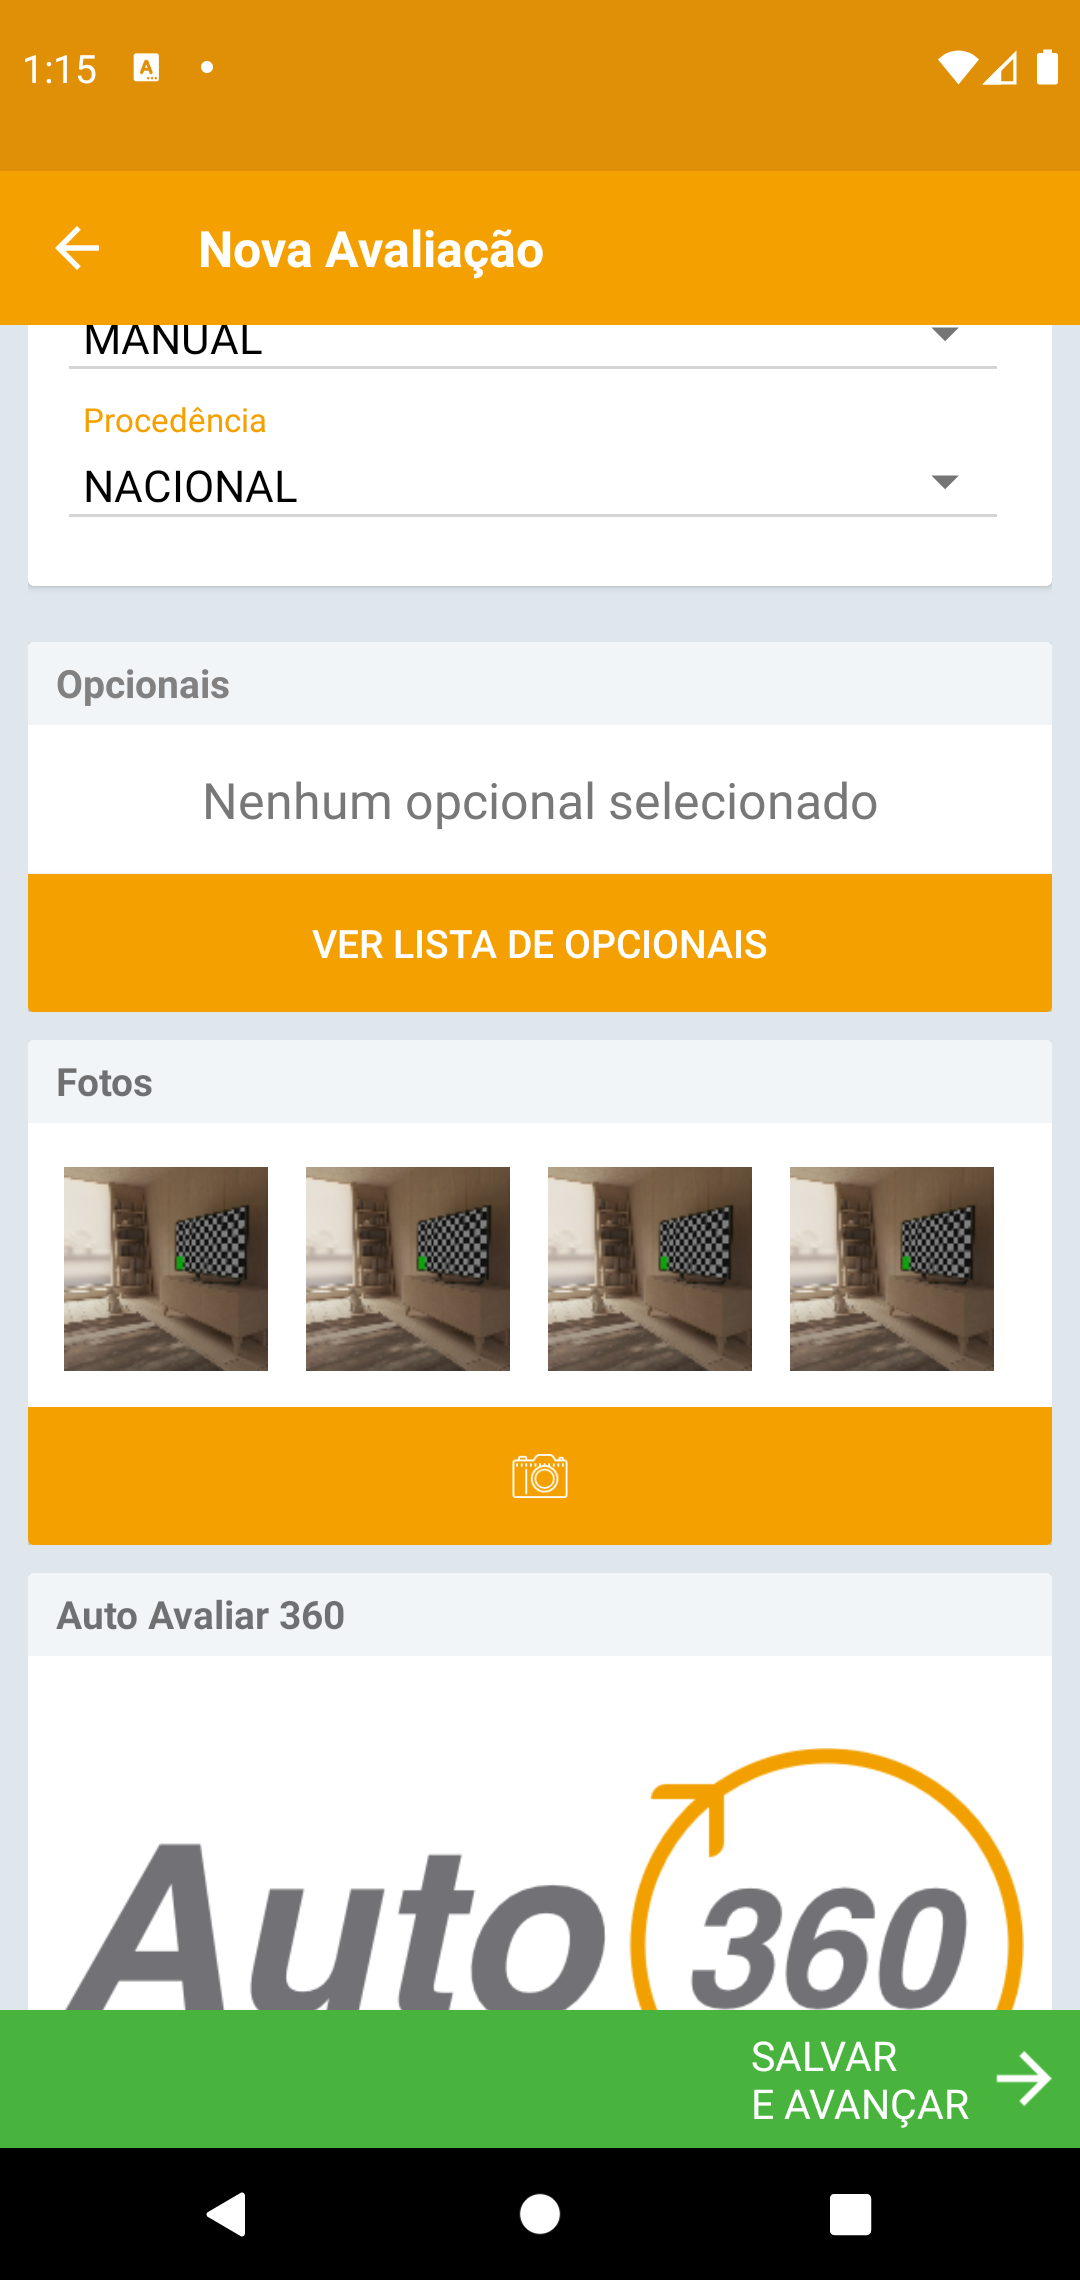 1:15
Nova Avaliação
MANUAL
Procedência
NACIONAL
Opcionais
Nenhum opcional selecionado
VER LISTA DE OPCIONAIS
Fotos
Auto Avaliar 360
Auto 360
SALVAR
E AVANÇAR